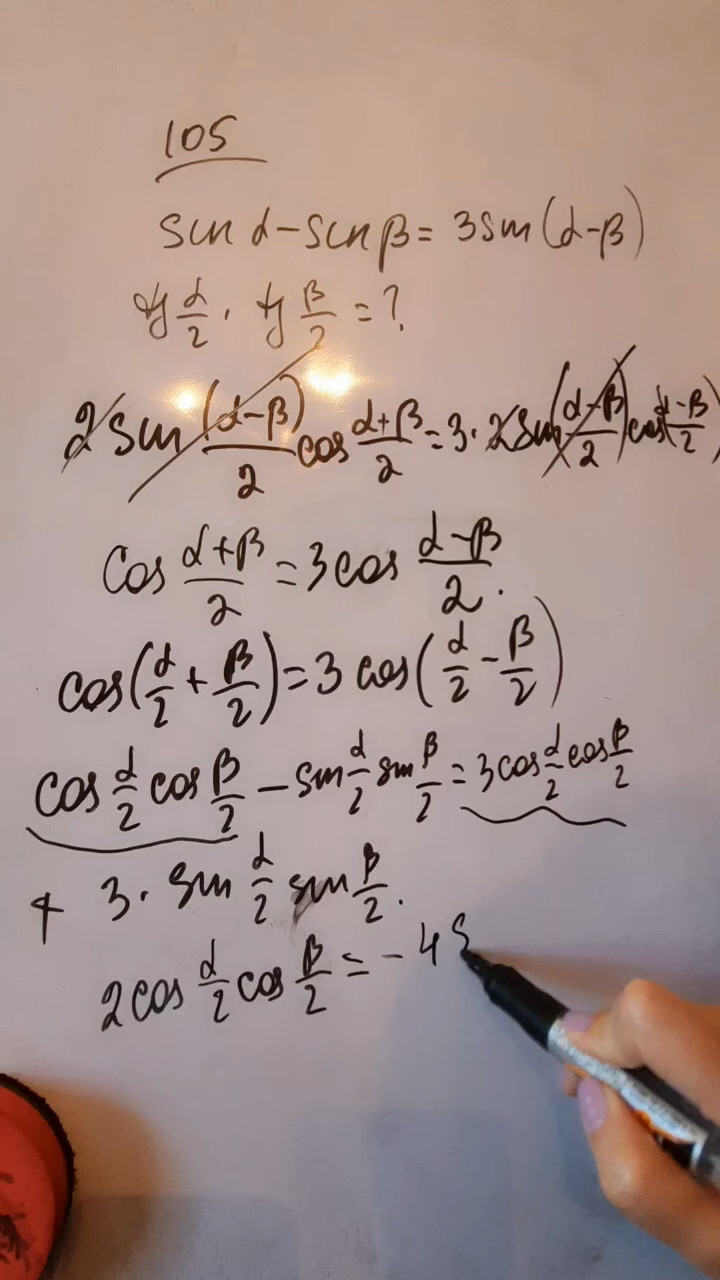 105
sin α - sin β = 3 sin (α-β)
tg α/2 · tg β/2 = ?
2 sin (α-β)/2 cos (α+β)/2 = 3 · 2 sin (α-β)/2 cos (α-β)/2
cos (α+β)/2 = 3 cos (α-β)/2.
cos(α/2 + β/2) = 3 cos(α/2 - β/2)
cos α/2 cos β/2 - sin α/2 sin β/2 = 3 cos α/2 cos β/2
+ 3 · sin α/2 sin β/2.
2 cos α/2 cos β/2 = - 4 s